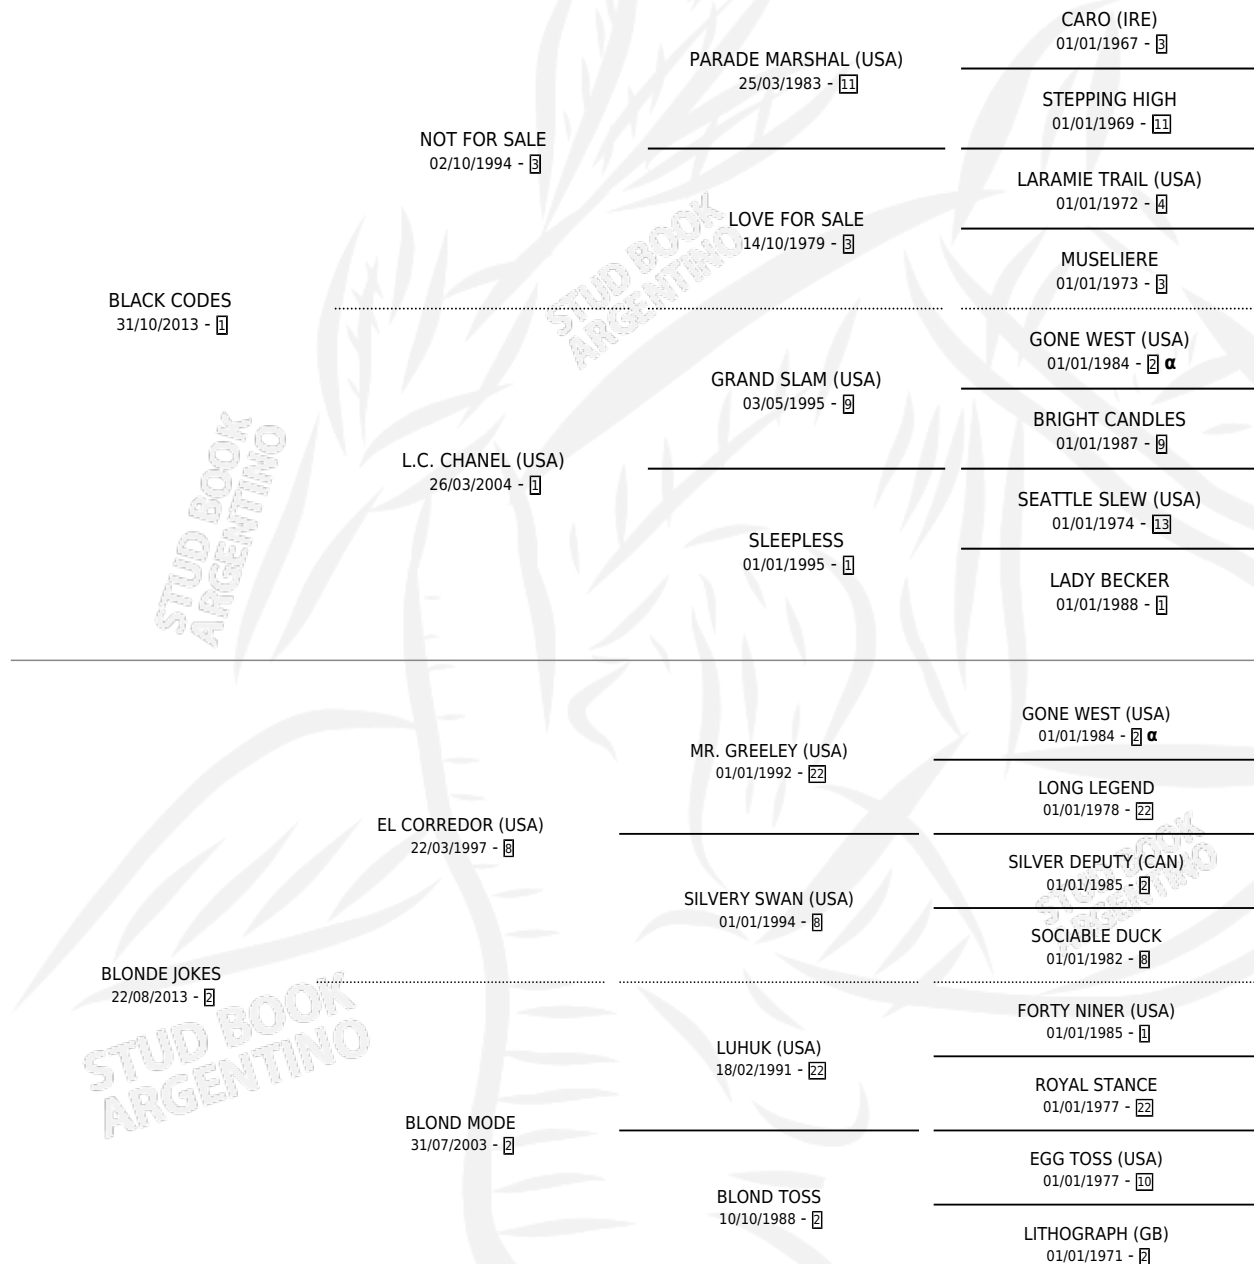 CARO (IRE)
01/01/1967 - 3
PARADE MARSHAL (USA)
25/03/1983 - 11
STEPPING HIGH
01/01/1969 - 11
NOT FOR SALE
02/10/1994 - 3
LARAMIE TRAIL (USA)
01/01/1972 - 4
LOVE FOR SALE
14/10/1979 - 3
MUSELIERE
01/01/1973 - 3
BLACK CODES
31/10/2013 - 1
GONE WEST (USA)
01/01/1984 - 2 α
GRAND SLAM (USA)
03/05/1995 - 9
BRIGHT CANDLES
01/01/1987 - 9
L.C. CHANEL (USA)
26/03/2004 - 1
SEATTLE SLEW (USA)
01/01/1974 - 13
SLEEPLESS
01/01/1995 - 1
LADY BECKER
01/01/1988 - 1
GONE WEST (USA)
01/01/1984 - 2 α
MR. GREELEY (USA)
01/01/1992 - 22
LONG LEGEND
01/01/1978 - 22
EL CORREDOR (USA)
22/03/1997 - 8
SILVER DEPUTY (CAN)
01/01/1985 - 2
SILVERY SWAN (USA)
01/01/1994 - 8
SOCIABLE DUCK
01/01/1982 - 8
BLONDE JOKES
22/08/2013 - 2
FORTY NINER (USA)
01/01/1985 - 1
LUHUK (USA)
18/02/1991 - 22
ROYAL STANCE
01/01/1977 - 22
BLOND MODE
31/07/2003 - 2
EGG TOSS (USA)
01/01/1977 - 10
BLOND TOSS
10/10/1988 - 2
LITHOGRAPH (GB)
01/01/1971 - 2
STUD BOOK
ARGENTINO
STUD BOOK
ARGENTINO
STUD BOOK
ARGENTINO
STUD BOOK
ARGENTINO